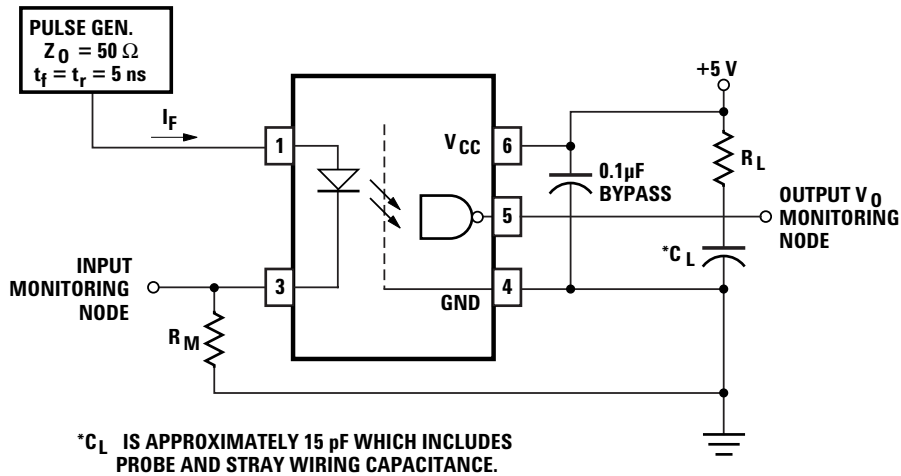 PULSE GEN.
Z0 = 50 Ω
tf = tr = 5 ns
+5 V
IF
1
VCC
6
RL
0.1µF
BYPASS
5
OUTPUT V0
MONITORING
NODE
*CL
INPUT
MONITORING
NODE
3
GND
4
RM
*CL IS APPROXIMATELY 15 pF WHICH INCLUDES
PROBE AND STRAY WIRING CAPACITANCE.